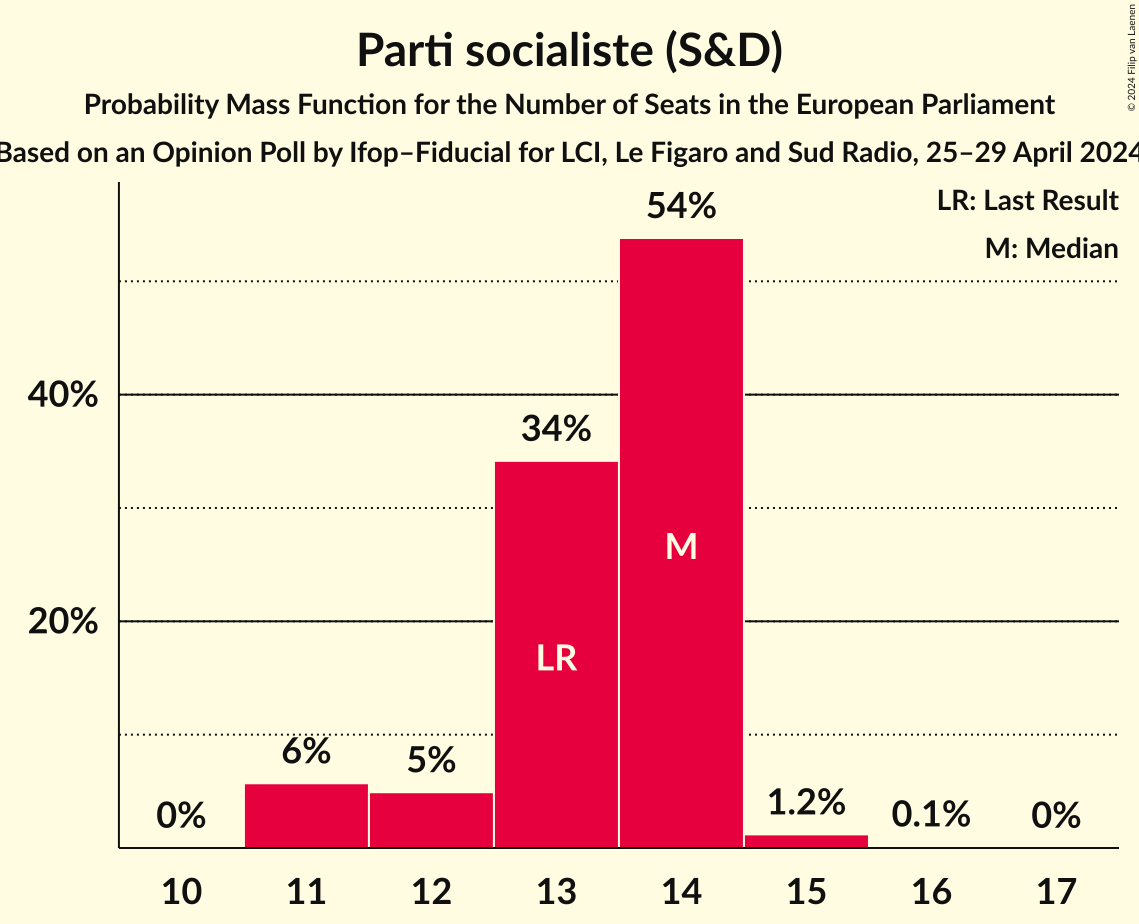 © 2024 Filip van Laenen
Parti socialiste (S&D)
Probability Mass Function for the Number of Seats in the European Parliament
Based on an Opinion Poll by Ifop–Fiducial for LCI, Le Figaro and Sud Radio, 25–29 April 2024
LR: Last Result
M: Median
54%
40%
34%
M
20%
LR
6%
5%
0%
1.2%
0.1%
0%
10 11 12 13 14 15 16 17